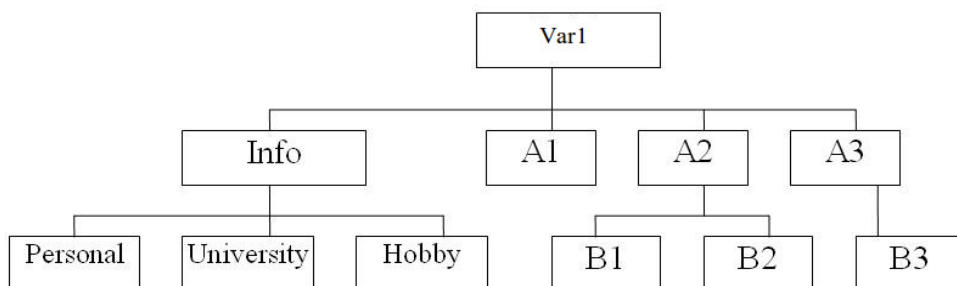 Var1
Info
A1
A2
A3
Personal
University
Hobby
B1
B2
B3